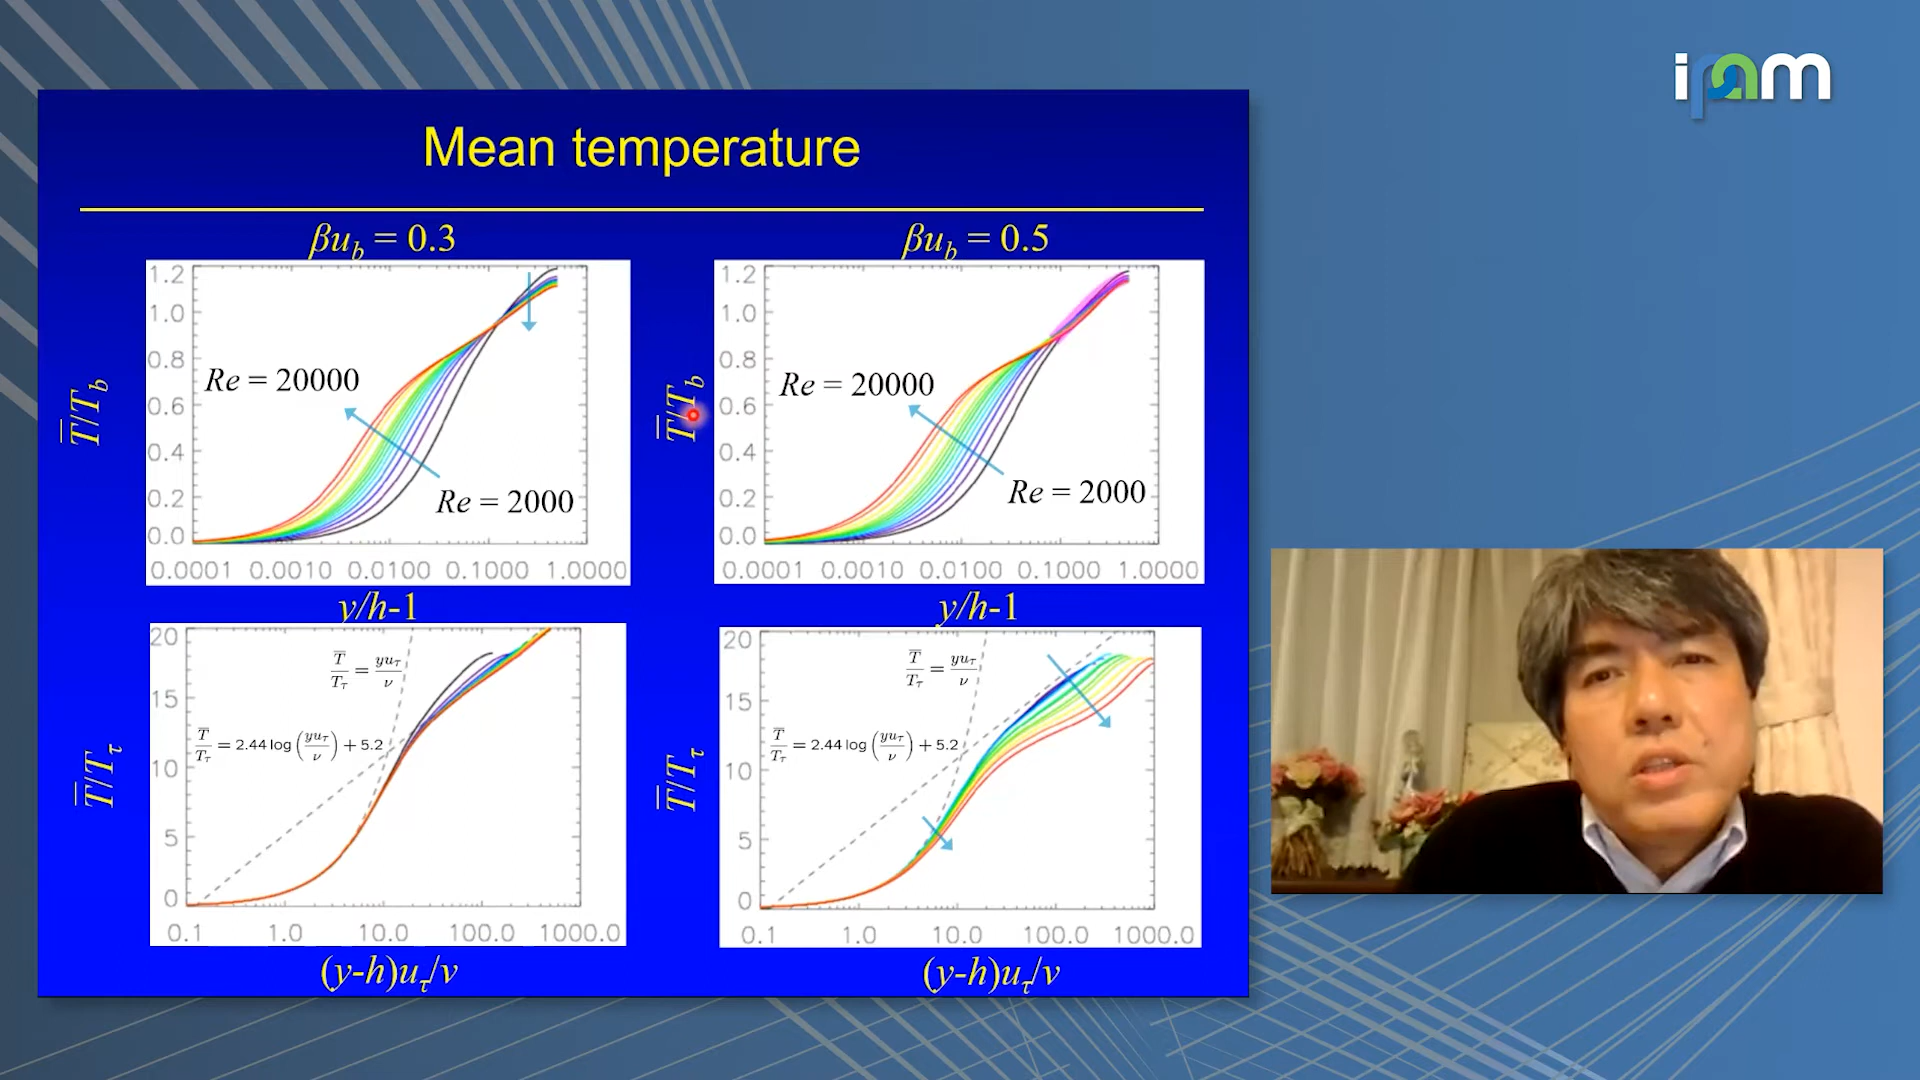 ipam
Mean temperature
βu_b = 0.3
βu_b = 0.5
T̅/T_b
1.2
1.0
0.8
0.6
0.4
0.2
0.0
Re = 20000
Re = 2000
0.0001 0.0010 0.0100 0.1000 1.0000
y/h-1
T̅/T_b
1.2
1.0
0.8
0.6
0.4
0.2
0.0
Re = 20000
Re = 2000
0.0001 0.0010 0.0100 0.1000 1.0000
y/h-1
T̅/T_τ
20
15
10
5
0
T̅/T_τ = yu_τ/ν
T̅/T_τ = 2.44 log (yu_τ/ν) + 5.2
0.1 1.0 10.0 100.0 1000.0
(y-h)u_τ/ν
T̅/T_τ
20
15
10
5
0
T̅/T_τ = yu_τ/ν
T̅/T_τ = 2.44 log (yu_τ/ν) + 5.2
0.1 1.0 10.0 100.0 1000.0
(y-h)u_τ/ν